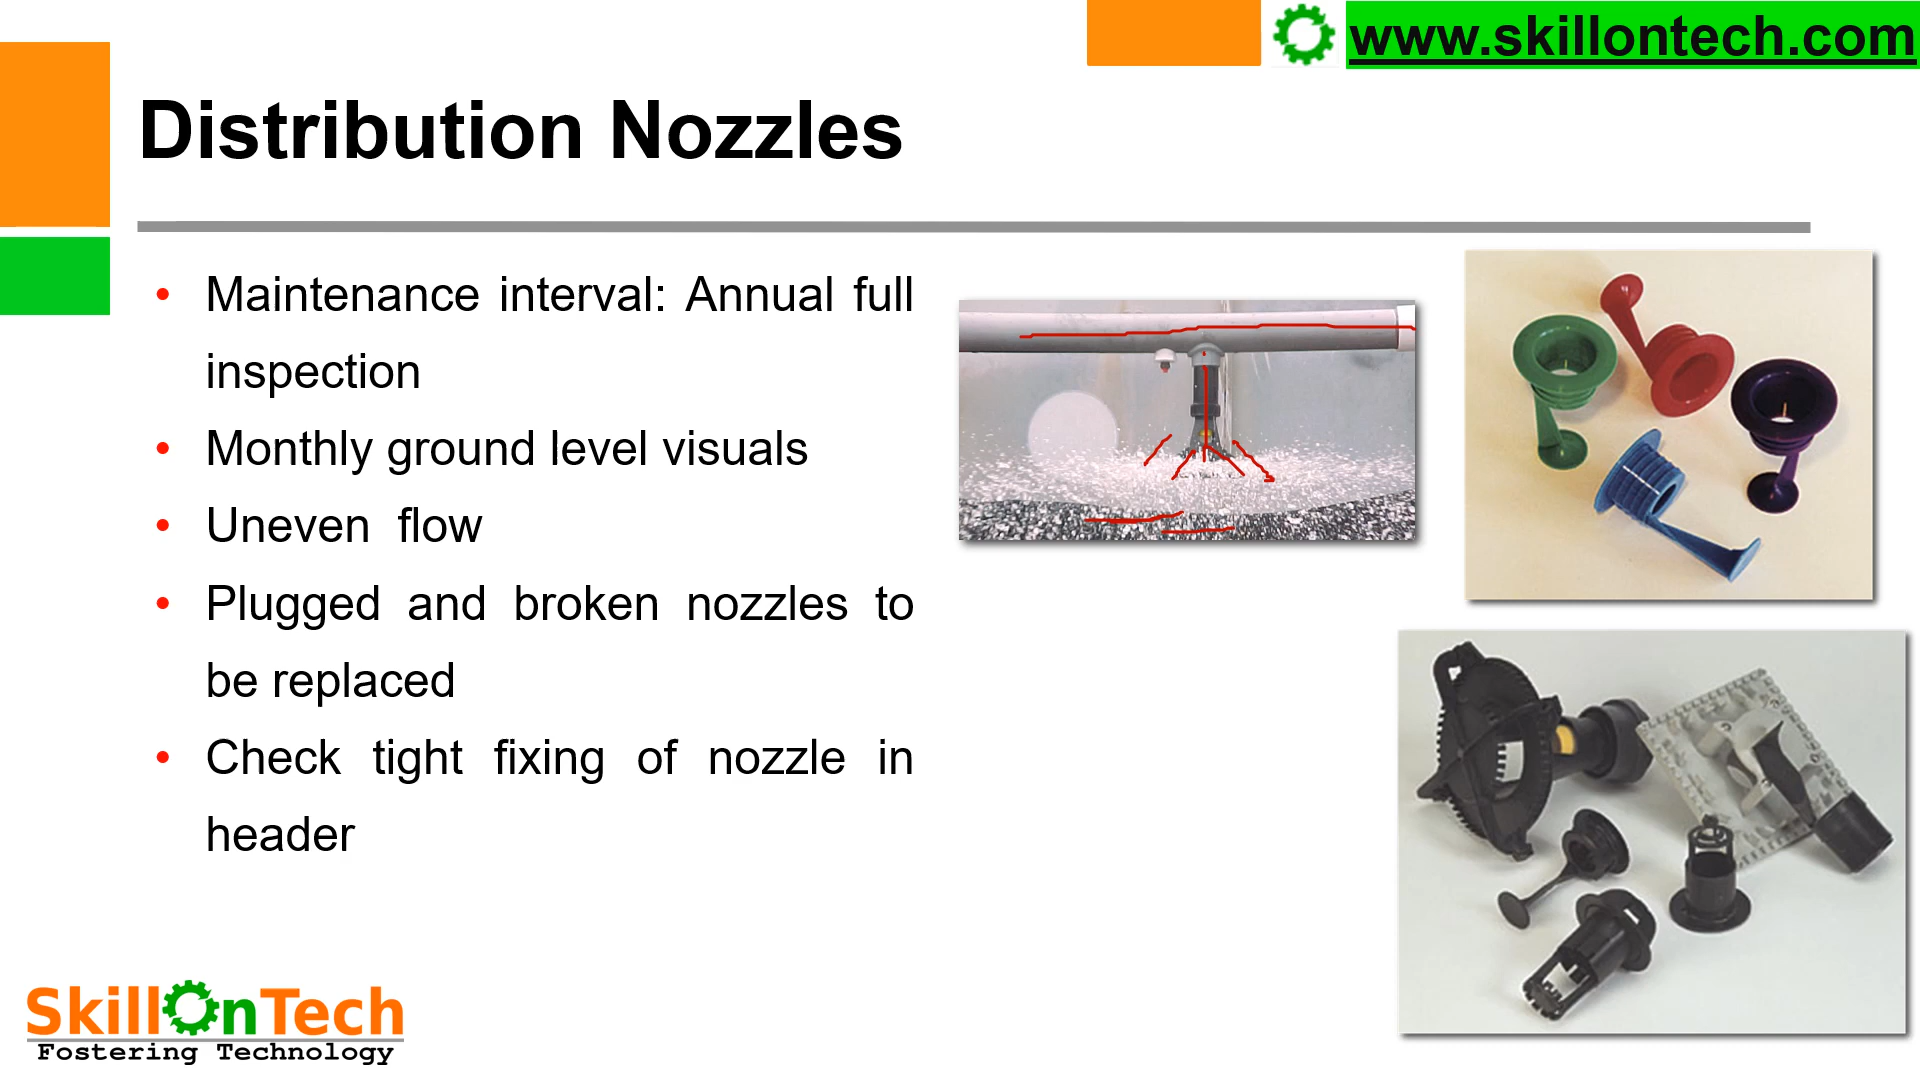 www.skillontech.com
Distribution Nozzles
• Maintenance interval: Annual full
inspection
• Monthly ground level visuals
• Uneven flow
• Plugged and broken nozzles to
be replaced
• Check tight fixing of nozzle in
header
SkillOnTech
Fostering Technology